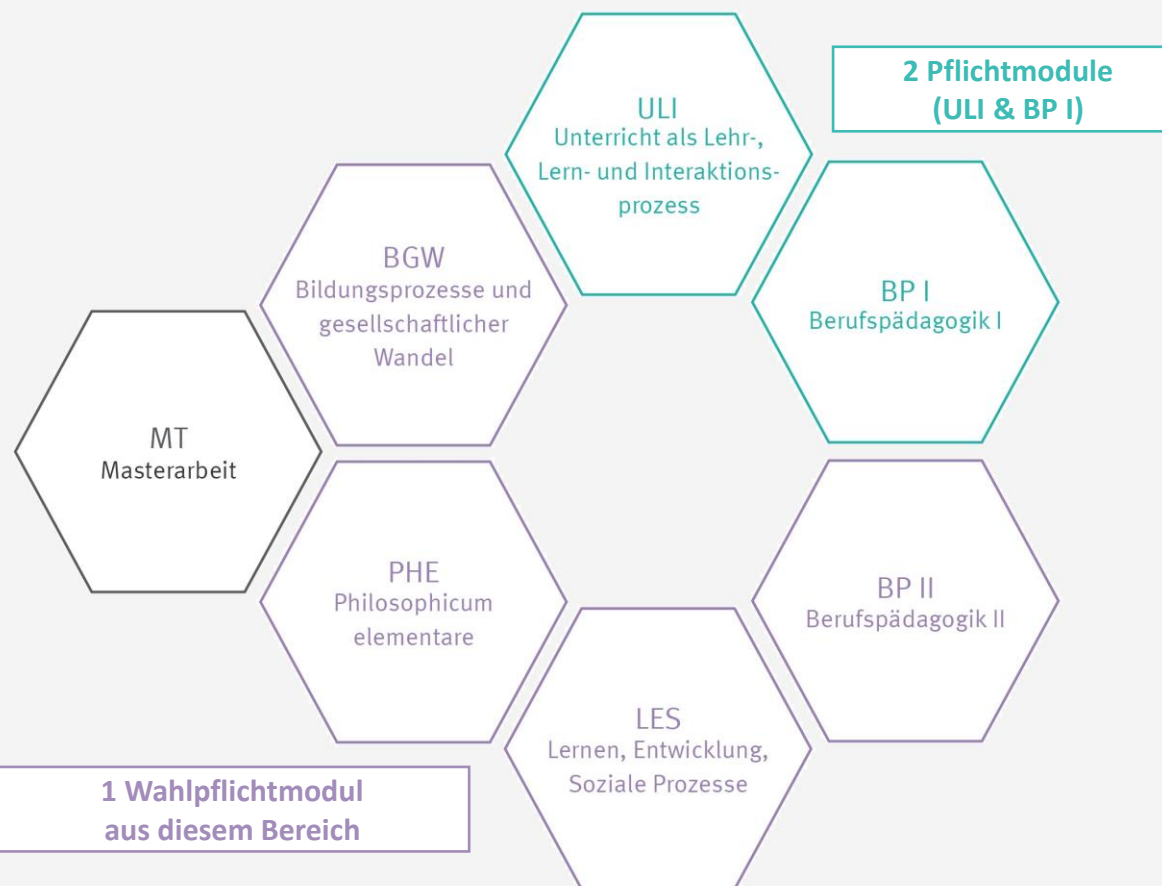 2 Pflichtmodule
(ULI & BP I)
ULI
Unterricht als Lehr-,
Lern- und Interaktions-
prozess
BGW
Bildungsprozesse und
gesellschaftlicher
Wandel
BP I
Berufspädagogik I
MT
Masterarbeit
PHE
Philosophicum
elementare
BP II
Berufspädagogik II
LES
Lernen, Entwicklung,
Soziale Prozesse
1 Wahlpflichtmodul
aus diesem Bereich